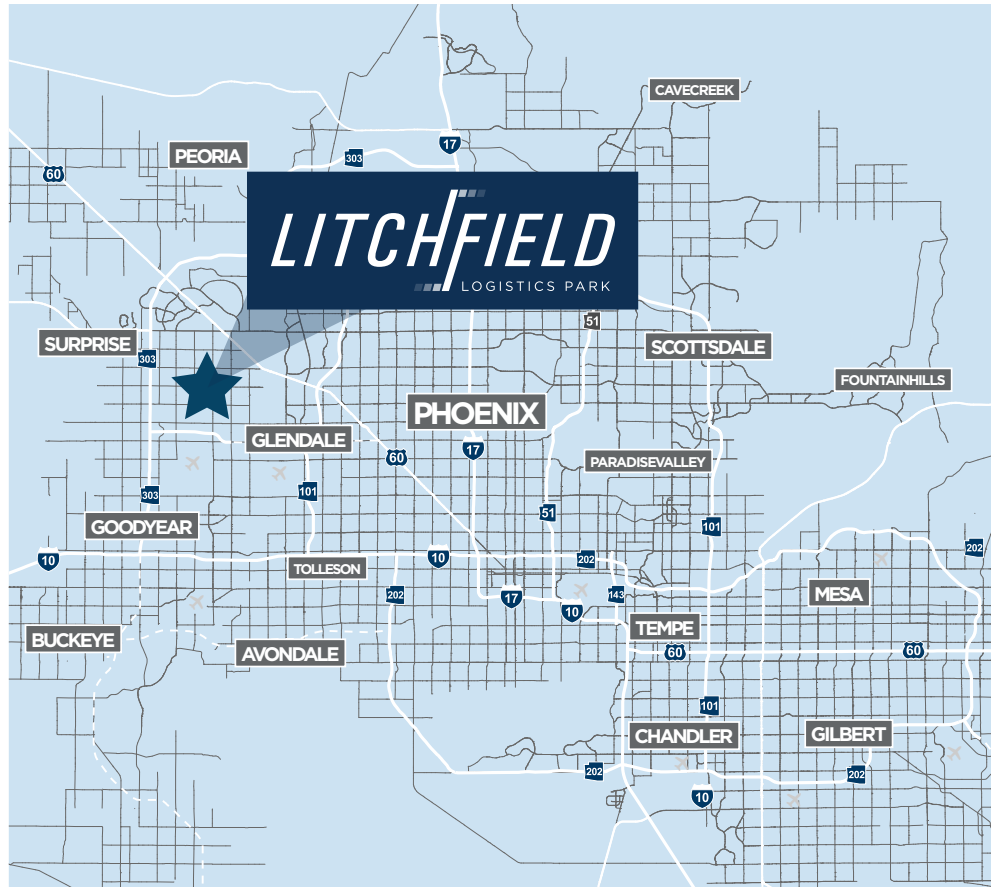 CAVECREEK
17
PEORIA
303
60
LITCHFIELD
LOGISTICS PARK
51
SURPRISE
303
SCOTTSDALE
FOUNTAINHILLS
PHOENIX
GLENDALE
17
60
PARADISEVALLEY
303
101
51
GOODYEAR
101
10
10
202
202
TOLLESON
202
17
143
MESA
10
BUCKEYE
TEMPE
AVONDALE
60
60
101
CHANDLER
GILBERT
202
202
10